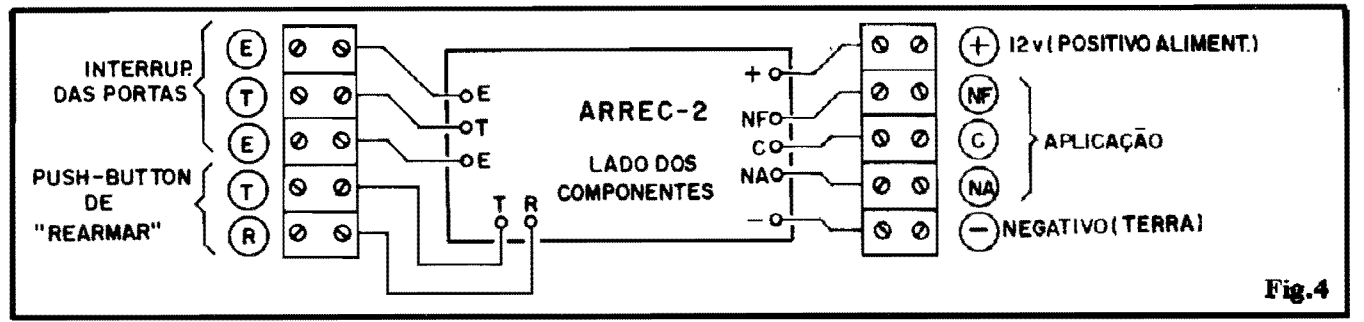 INTERRUP.
DAS PORTAS
E
T
E
PUSH-BUTTON
DE
"REARMAR"
T
R
E
T
E
T R
ARREC-2
LADO DOS
COMPONENTES
+
NF
C
NA
-
+ 12v (POSITIVO ALIMENT.)
NF
C
NA
APLICAÇÃO
- NEGATIVO (TERRA)
Fig.4